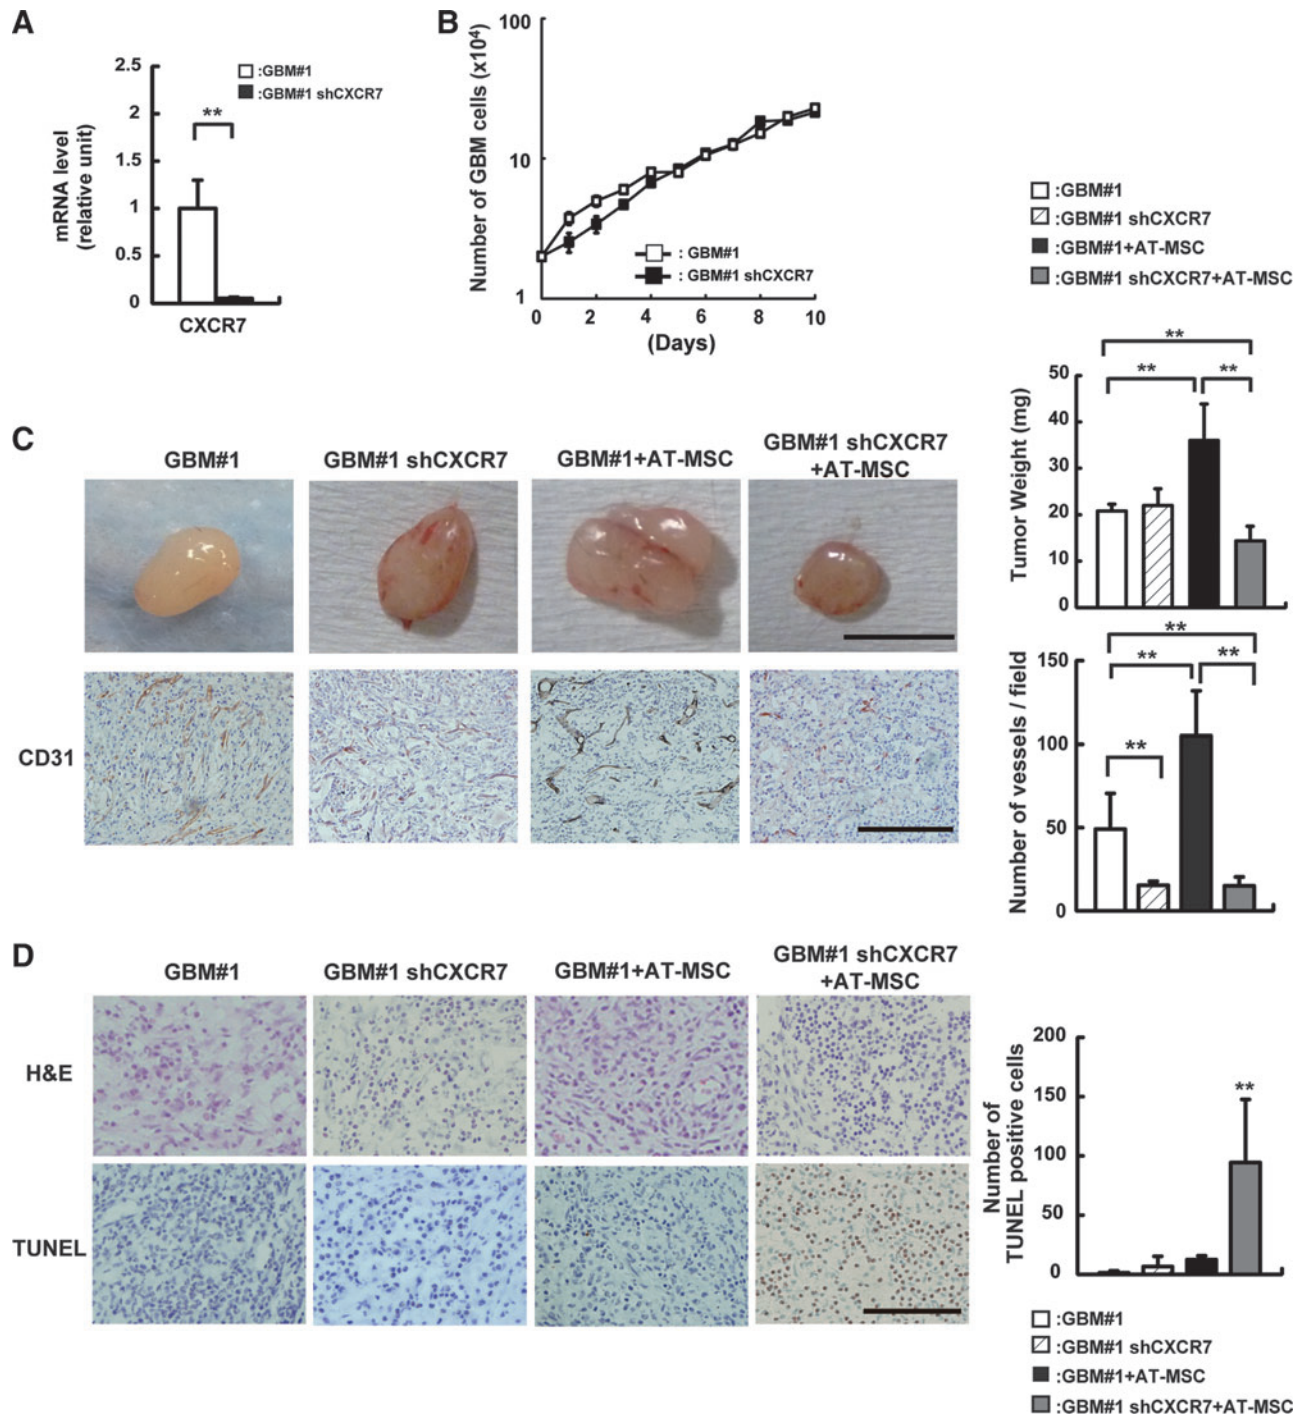 A
2.5
2
1.5
1
0.5
0
mRNA level
(relative unit)
**
:GBM#1
:GBM#1 shCXCR7
CXCR7
B
100
10
1
Number of GBM cells (x10⁴)
: GBM#1
: GBM#1 shCXCR7
0 2 4 6 8 10
(Days)
:GBM#1
:GBM#1 shCXCR7
:GBM#1+AT-MSC
:GBM#1 shCXCR7+AT-MSC
C
GBM#1
GBM#1 shCXCR7
GBM#1+AT-MSC
GBM#1 shCXCR7
+AT-MSC
CD31
**
** **
50
40
30
20
10
0
Tumor Weight (mg)
**
** **
**
150
100
50
0
Number of vessels / field
D
GBM#1
GBM#1 shCXCR7
GBM#1+AT-MSC
GBM#1 shCXCR7
+AT-MSC
H&E
TUNEL
200
150
100
50
0
Number of
TUNEL positive cells
**
:GBM#1
:GBM#1 shCXCR7
:GBM#1+AT-MSC
:GBM#1 shCXCR7+AT-MSC